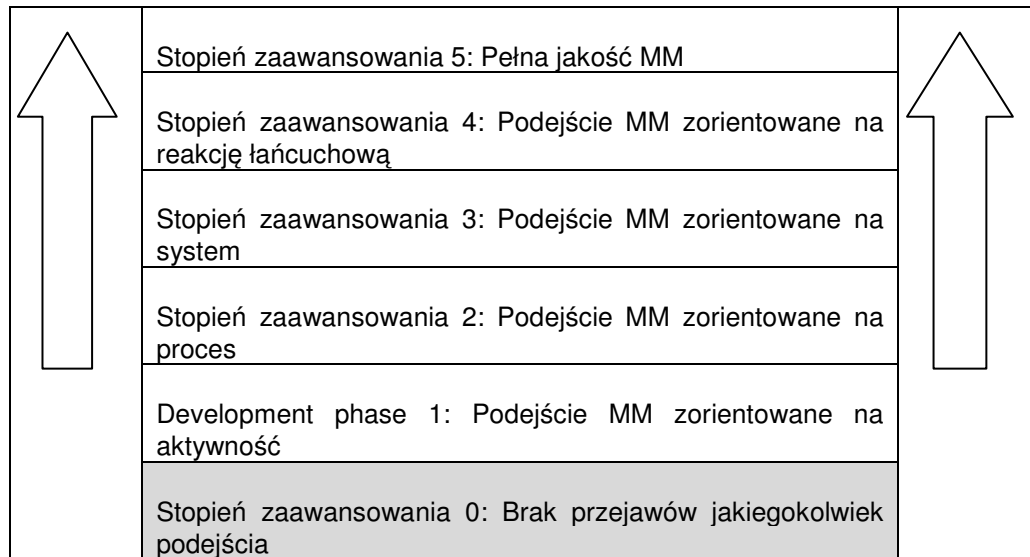 Stopień zaawansowania 5: Pełna jakość MM
Stopień zaawansowania 4: Podejście MM zorientowane na
reakcję łańcuchową
Stopień zaawansowania 3: Podejście MM zorientowane na
system
Stopień zaawansowania 2: Podejście MM zorientowane na
proces
Development phase 1: Podejście MM zorientowane na
aktywność
Stopień zaawansowania 0: Brak przejawów jakiegokolwiek
podejścia